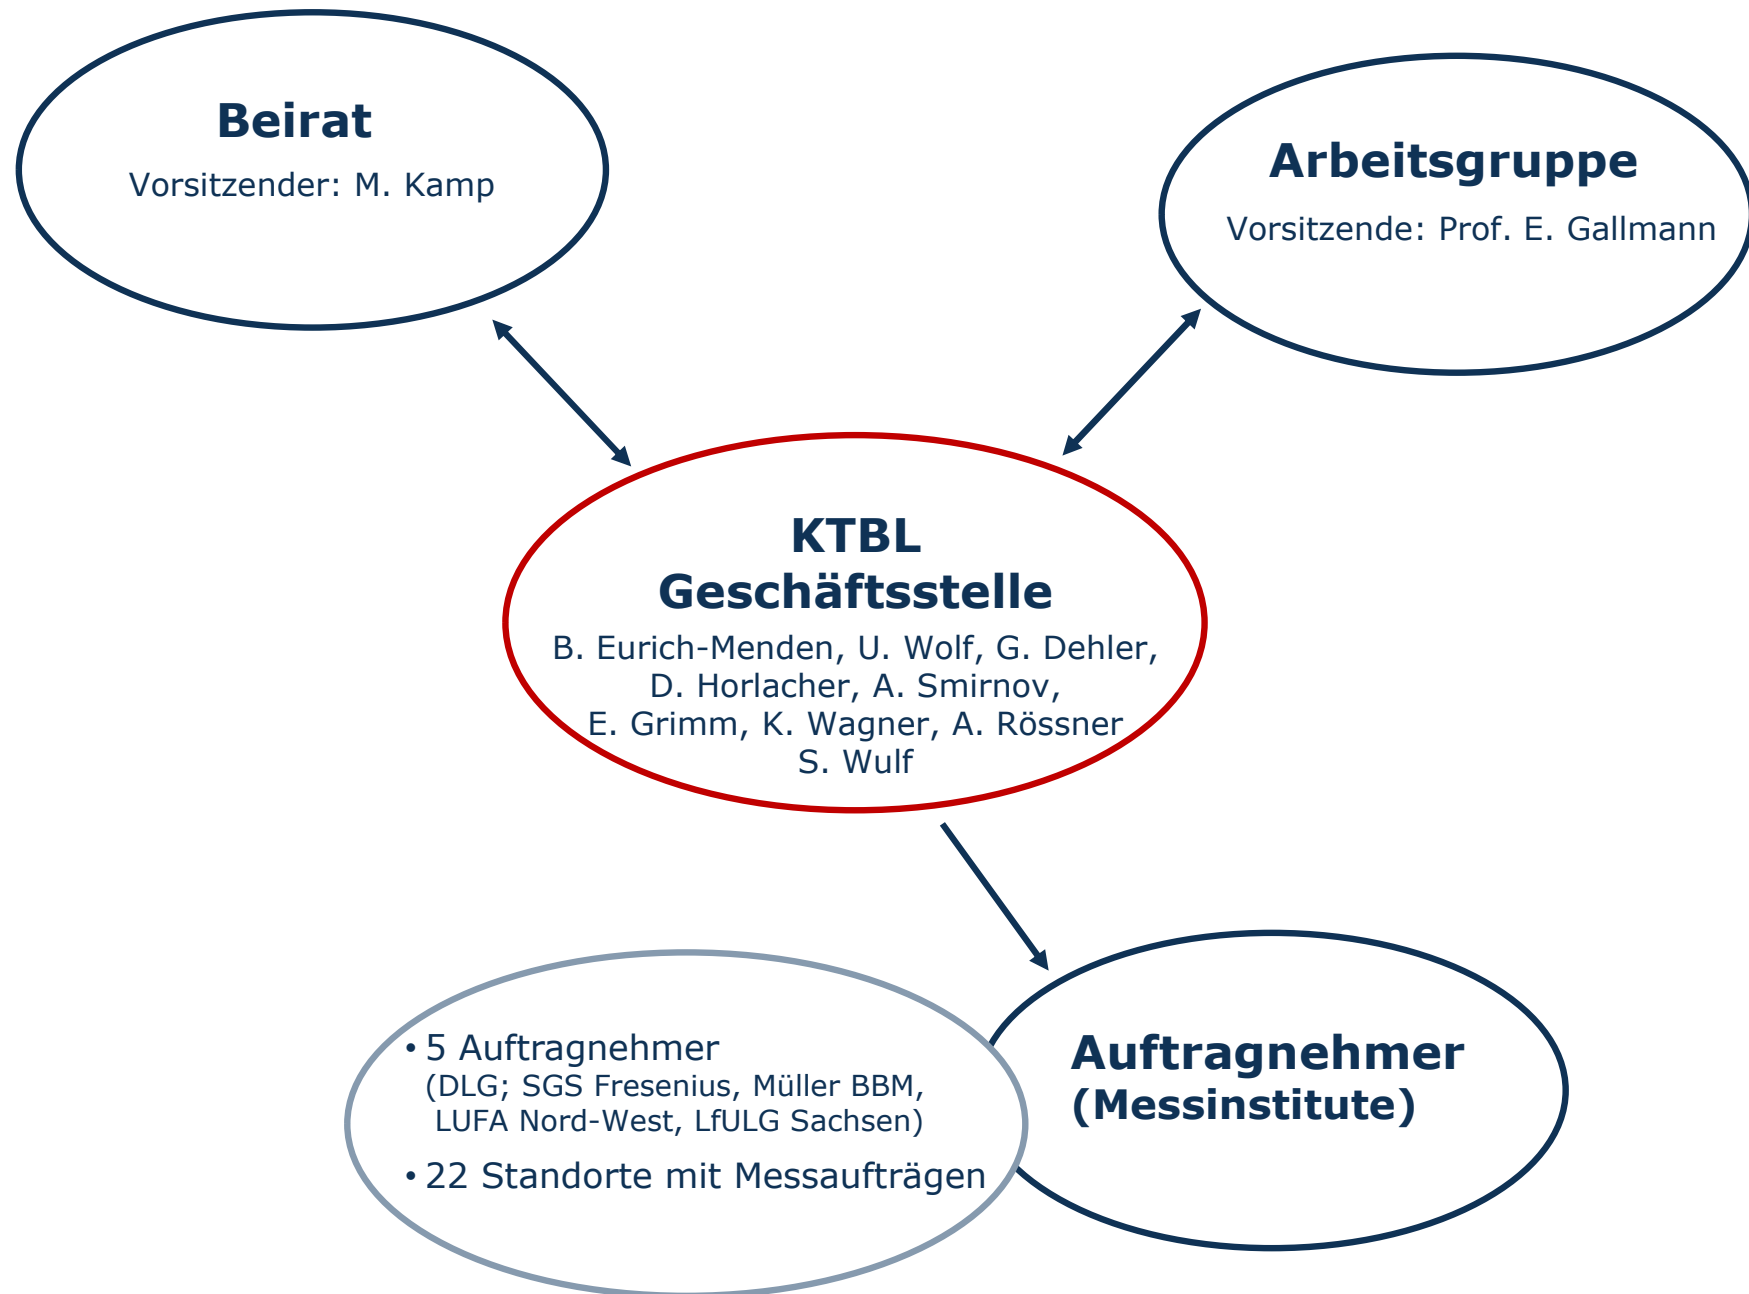 Beirat
Vorsitzender: M. Kamp
Arbeitsgruppe
Vorsitzende: Prof. E. Gallmann
KTBL
Geschäftsstelle
B. Eurich-Menden, U. Wolf, G. Dehler,
D. Horlacher, A. Smirnov,
E. Grimm, K. Wagner, A. Rössner
S. Wulf
• 5 Auftragnehmer
(DLG; SGS Fresenius, Müller BBM,
LUFA Nord-West, LfULG Sachsen)
• 22 Standorte mit Messaufträgen
Auftragnehmer
(Messinstitute)